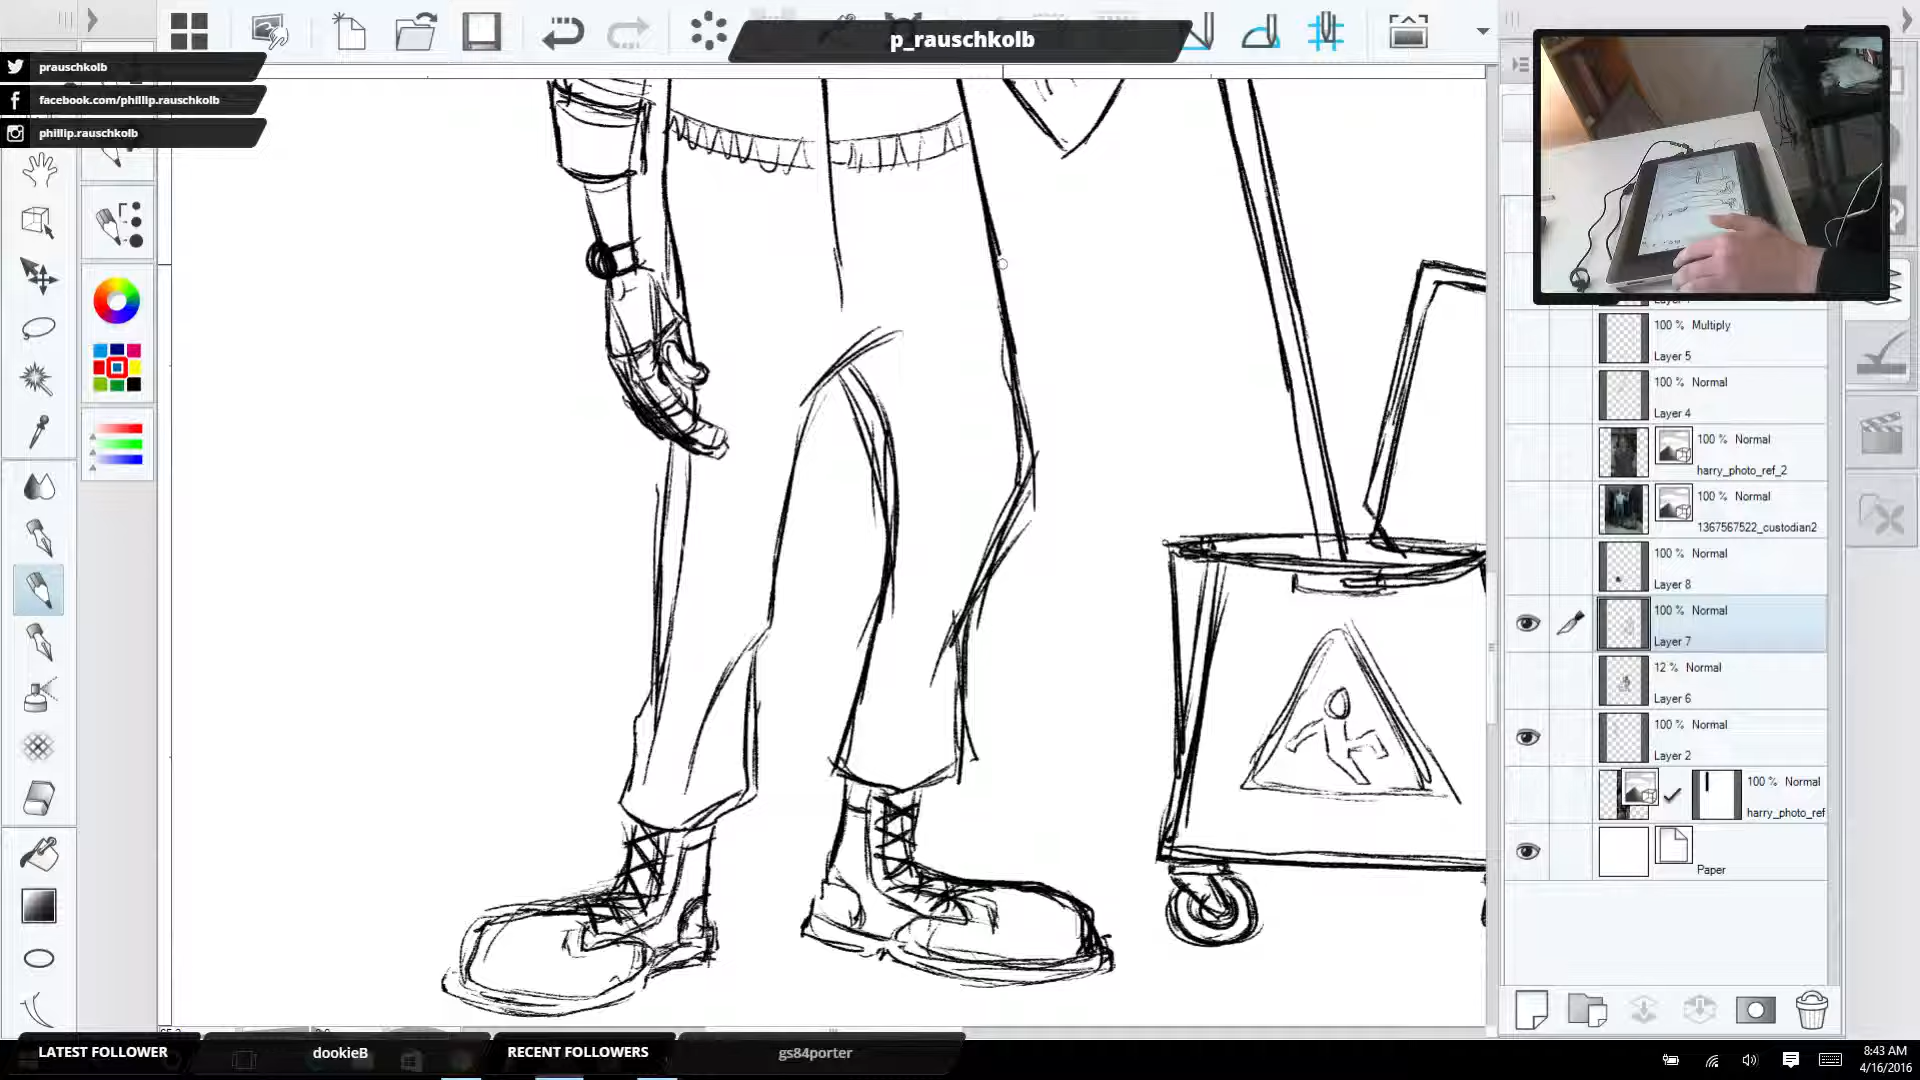 p_rauschkolb
prauschkolb
facebook.com/phillip.rauschkolb
phillip.rauschkolb
100 % Multiply
Layer 5
100 % Normal
Layer 4
100 % Normal
harry_photo_ref_2
100 % Normal
1367567522_custodian2
100 % Normal
Layer 8
100 % Normal
Layer 7
12 % Normal
Layer 6
100 % Normal
Layer 2
100 % Normal
harry_photo_ref
Paper
LATEST FOLLOWER
dookieB
RECENT FOLLOWERS
gs84porter
8:43 AM
4/16/2016